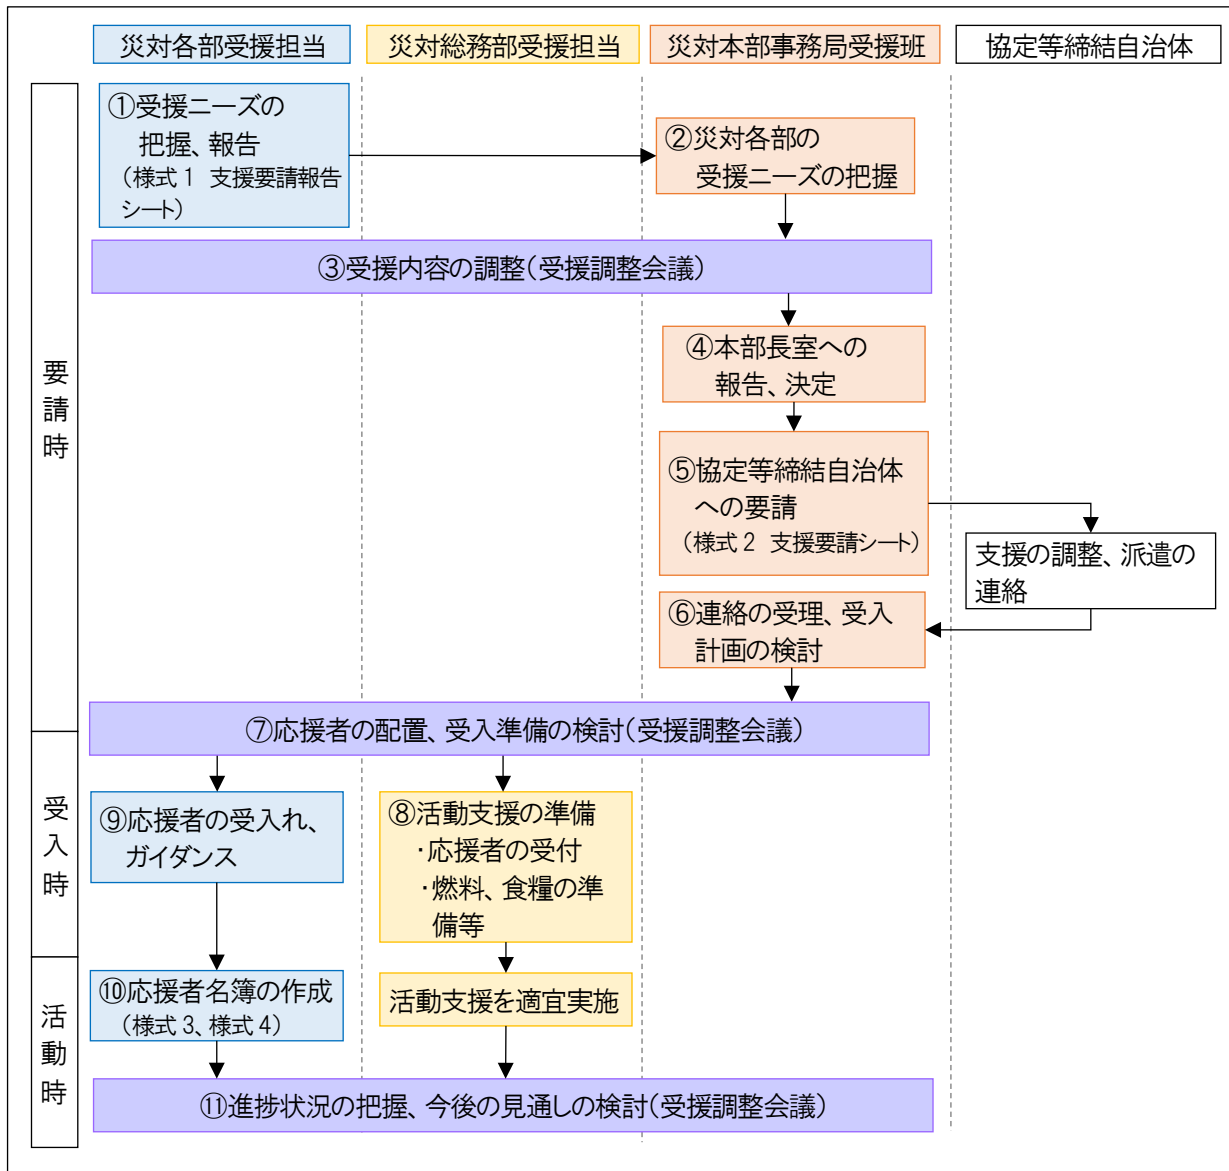 災対各部受援担当
災対総務部受援担当
災対本部事務局受援班
協定等締結自治体
要請時
①受援ニーズの
把握、報告
（様式1　支援要請報告
シート）
②災対各部の
受援ニーズの把握
③受援内容の調整（受援調整会議）
④本部長室への
報告、決定
⑤協定等締結自治体
への要請
（様式2　支援要請シート）
支援の調整、派遣の
連絡
⑥連絡の受理、受入
計画の検討
⑦応援者の配置、受入準備の検討（受援調整会議）
受入時
⑨応援者の受入れ、
ガイダンス
⑧活動支援の準備
・応援者の受付
・燃料、食糧の準
備等
活動時
⑩応援者名簿の作成
（様式3、様式4）
活動支援を適宜実施
⑪進捗状況の把握、今後の見通しの検討（受援調整会議）